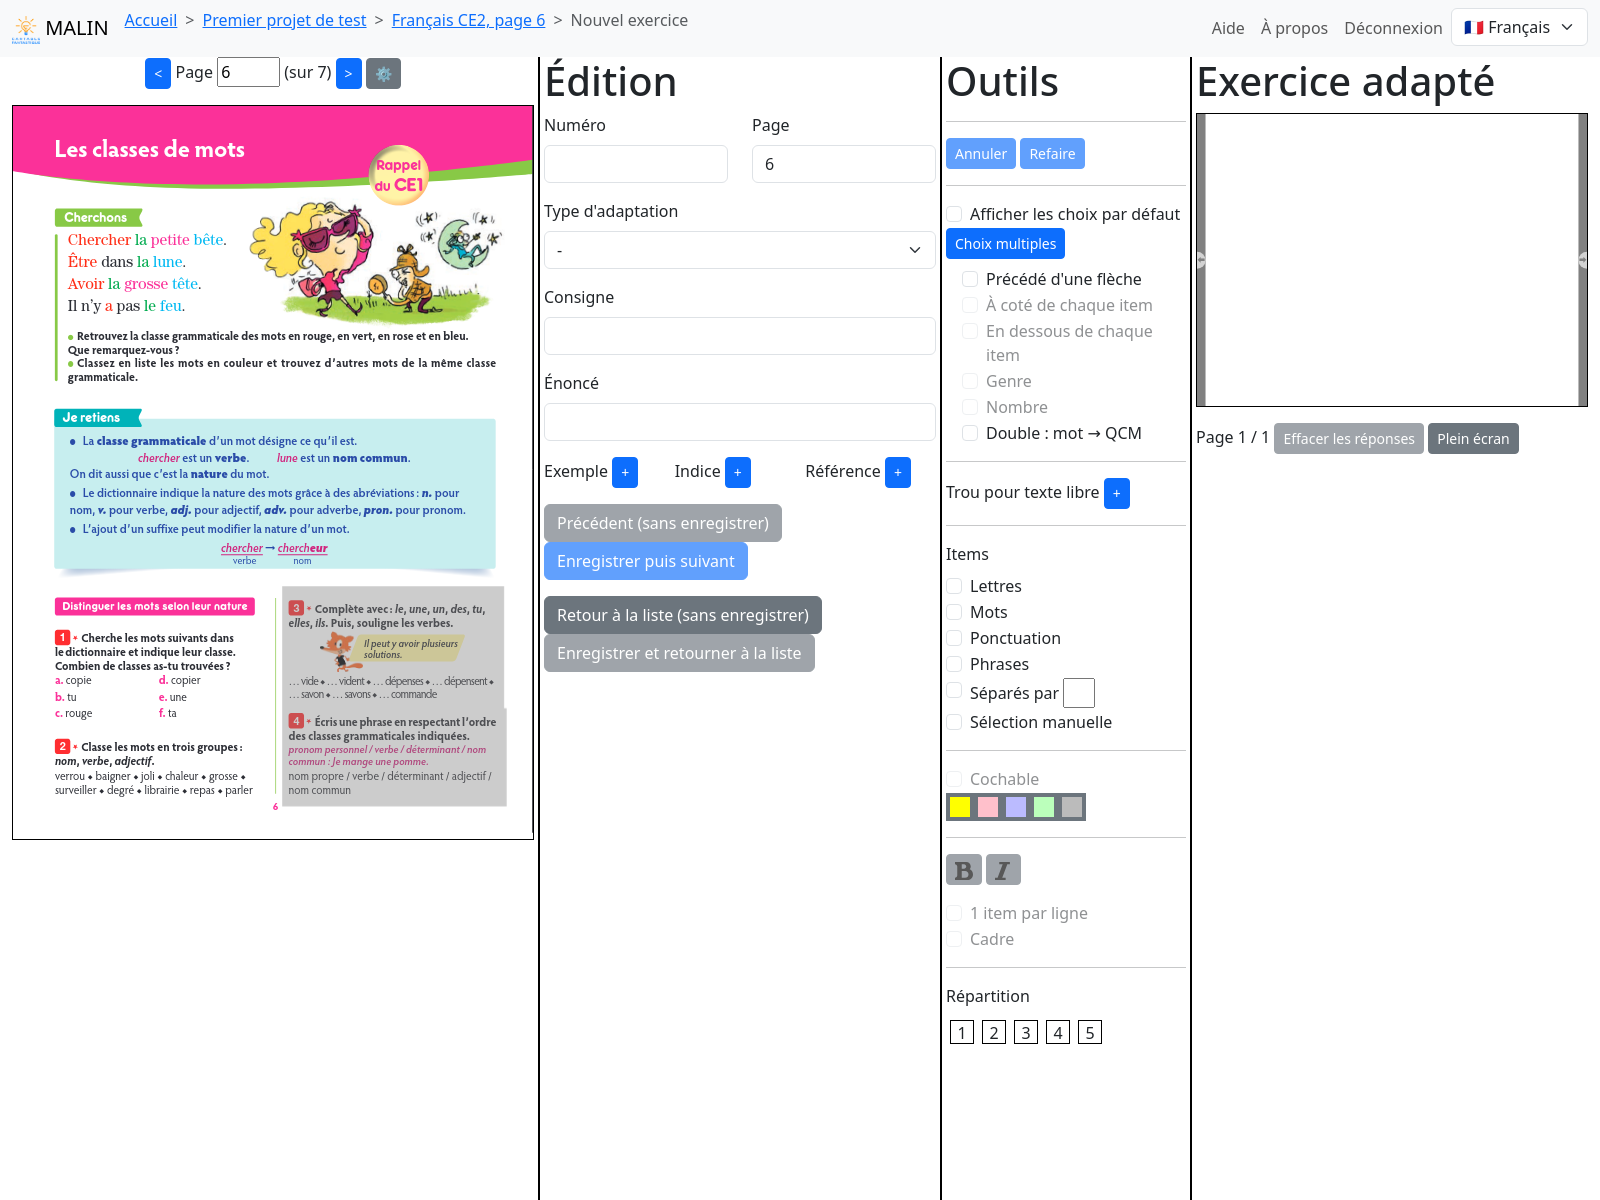 MALIN Accueil > Premier projet de test > Français CE2, page 6 > Nouvel exercice Aide À propos Déconnexion Français
< Page 6 (sur 7) >
Les classes de mots
Rappel
du CE1
Cherchons
Chercher la petite bête.
Être dans la lune.
Avoir la grosse tête.
Il n'y a pas le feu.
• Retrouvez la classe grammaticale des mots en rouge, en vert, en rose et en bleu.
Que remarquez-vous ?
• Classez en liste les mots en couleur et trouvez d'autres mots de la même classe
grammaticale.
Je retiens
• La classe grammaticale d'un mot désigne ce qu'il est.
chercher est un verbe. lune est un nom commun.
On dit aussi que c'est la nature du mot.
• Le dictionnaire indique la nature des mots grâce à des abréviations : n. pour
nom, v. pour verbe, adj. pour adjectif, adv. pour adverbe, pron. pour pronom.
• L'ajout d'un suffixe peut modifier la nature d'un mot.
chercher → chercheur
verbe nom
Distinguer les mots selon leur nature
1 * Cherche les mots suivants dans
le dictionnaire et indique leur classe.
Combien de classes as-tu trouvées ?
a. copie d. copier
b. tu e. une
c. rouge f. ta
2 * Classe les mots en trois groupes :
nom, verbe, adjectif.
verrou ◆ baigner ◆ joli ◆ chaleur ◆ grosse ◆
surveiller ◆ degré ◆ librairie ◆ repas ◆ parler
3 * Complète avec : le, une, un, des, tu,
elles, ils. Puis, souligne les verbes.
Il peut y avoir plusieurs
solutions.
... vide ◆ ... vident ◆ ... dépenses ◆ ... dépensent ◆
... savon ◆ ... savons ◆ ... commande
4 * Écris une phrase en respectant l'ordre
des classes grammaticales indiquées.
pronom personnel / verbe / déterminant / nom
commun : Je mange une pomme.
nom propre / verbe / déterminant / adjectif /
nom commun
6
Édition
Numéro Page
6
Type d'adaptation
-
Consigne
Énoncé
Exemple + Indice + Référence +
Précédent (sans enregistrer)
Enregistrer puis suivant
Retour à la liste (sans enregistrer)
Enregistrer et retourner à la liste
Outils
Annuler Refaire
Afficher les choix par défaut
Choix multiples
Précédé d'une flèche
À coté de chaque item
En dessous de chaque
item
Genre
Nombre
Double : mot → QCM
Trou pour texte libre +
Items
Lettres
Mots
Ponctuation
Phrases
Séparés par
Sélection manuelle
Cochable
B I
1 item par ligne
Cadre
Répartition
1 2 3 4 5
Exercice adapté
Page 1 / 1 Effacer les réponses Plein écran